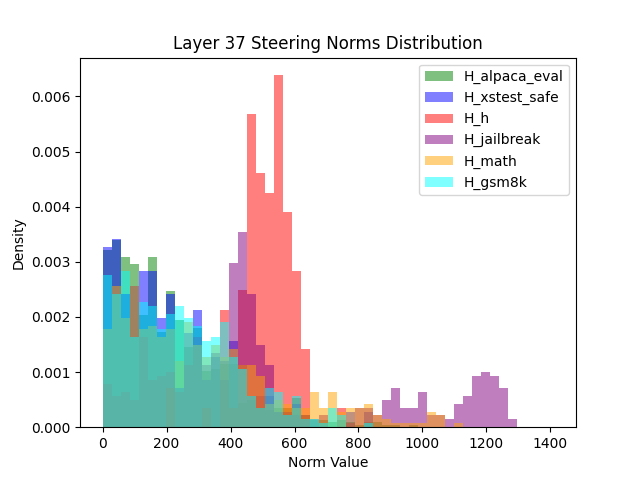 Layer 37 Steering Norms Distribution
H_alpaca_eval
H_xstest_safe
H_h
H_jailbreak
H_math
H_gsm8k
Density
0.006
0.005
0.004
0.003
0.002
0.001
0.000
0 200 400 600 800 1000 1200 1400
Norm Value